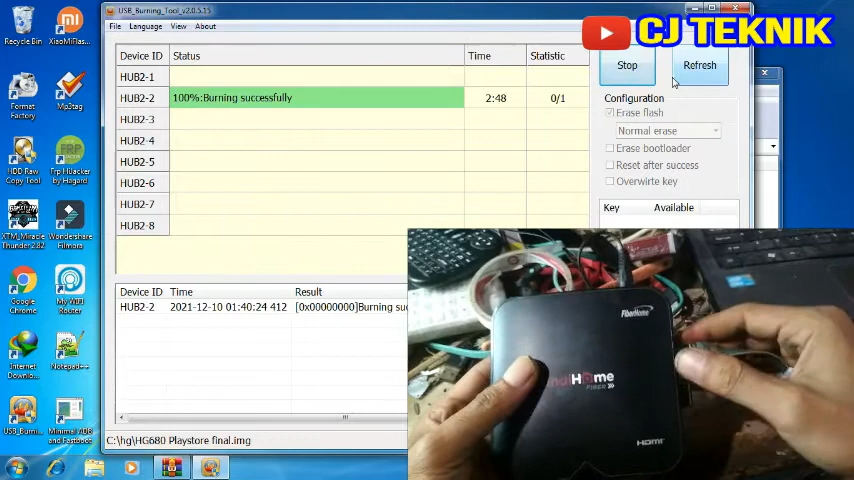 USB_Burning_Tool_v2.0.5.15
File Language View About
CJ TEKNIK
Device ID Status Time Statistic
HUB2-1
HUB2-2 100%:Burning successfully 2:48 0/1
HUB2-3
HUB2-4
HUB2-5
HUB2-6
HUB2-7
HUB2-8
Stop
Refresh
Configuration
Erase flash
Normal erase
Erase bootloader
Reset after success
Overwirte key
Key Available
Device ID Time Result
HUB2-2 2021-12-10 01:40:24 412 [0x00000000]Burning suc
C:\hg\HG680 Playstore final.img
Recycle Bin
XiaoMiFlas...
Format
Factory
Mp3tag
HDD Raw
Copy Tool
Frp Hijacker
by Hagard
FRP
XTM_Miracle
Thunder 2.82
Wondershare
Filmora
Google
Chrome
My WIFI
Router
Internet
Downlo...
Notepad++
USB_Burni...
Minimal ADB
and Fastboot
FiberHome
ndiHome
FIBER
HDMI